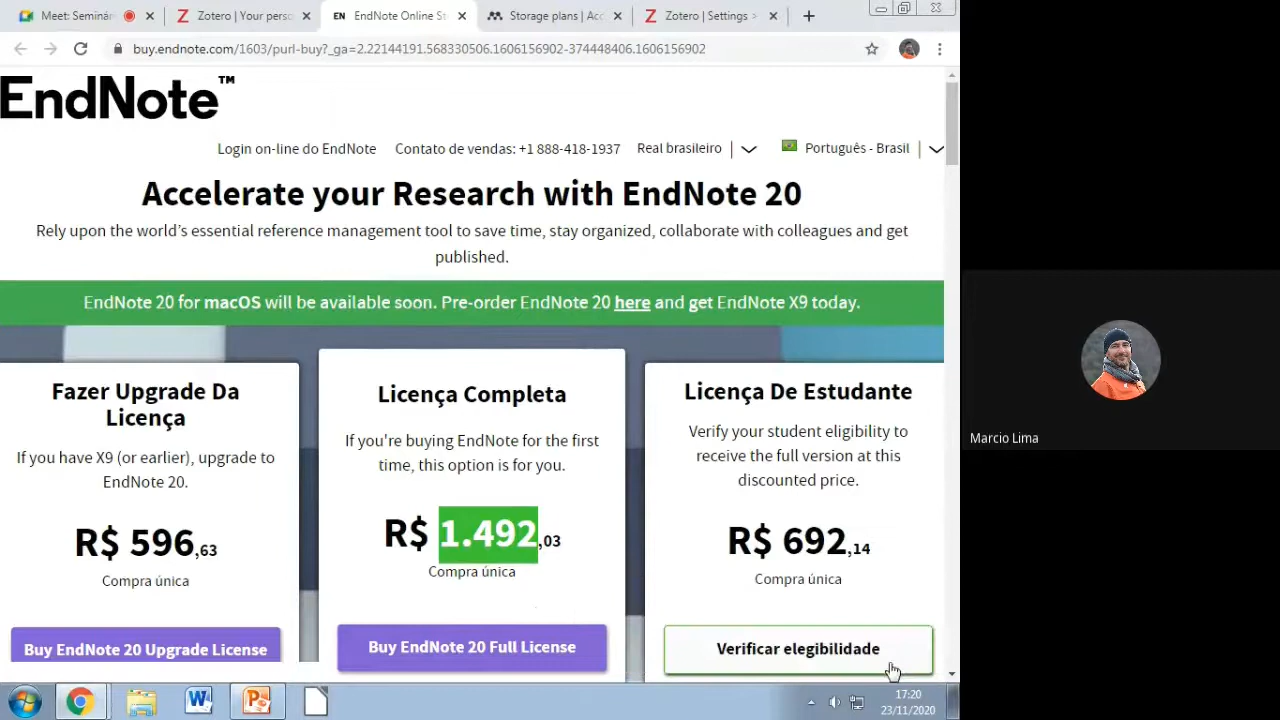 Meet: Seminár
Zotero | Your perso
EN EndNote Online St
Storage plans | Acc
Zotero | Settings >
buy.endnote.com/1603/purl-buy?_ga=2.22144191.568330506.1606156902-374448406.1606156902
EndNote™
Login on-line do EndNote Contato de vendas: +1 888-418-1937 Real brasileiro Português - Brasil
Accelerate your Research with EndNote 20
Rely upon the world's essential reference management tool to save time, stay organized, collaborate with colleagues and get
published.
EndNote 20 for macOS will be available soon. Pre-order EndNote 20 here and get EndNote X9 today.
Fazer Upgrade Da
Licença
If you have X9 (or earlier), upgrade to
EndNote 20.
R$ 596,63
Compra única
Buy EndNote 20 Upgrade License
Licença Completa
If you're buying EndNote for the first
time, this option is for you.
R$ 1.492,03
Compra única
Buy EndNote 20 Full License
Licença De Estudante
Verify your student eligibility to
receive the full version at this
discounted price.
R$ 692,14
Compra única
Verificar elegibilidade
Marcio Lima
17:20
23/11/2020